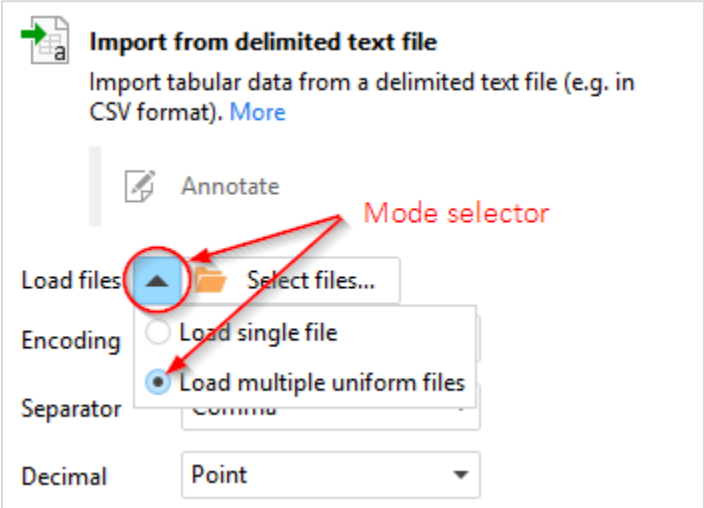 a
Import from delimited text file
Import tabular data from a delimited text file (e.g. in
CSV format). More
Annotate
Mode selector
Load files Select files...
Load single file
Encoding
Load multiple uniform files
Separator Comma
Decimal Point